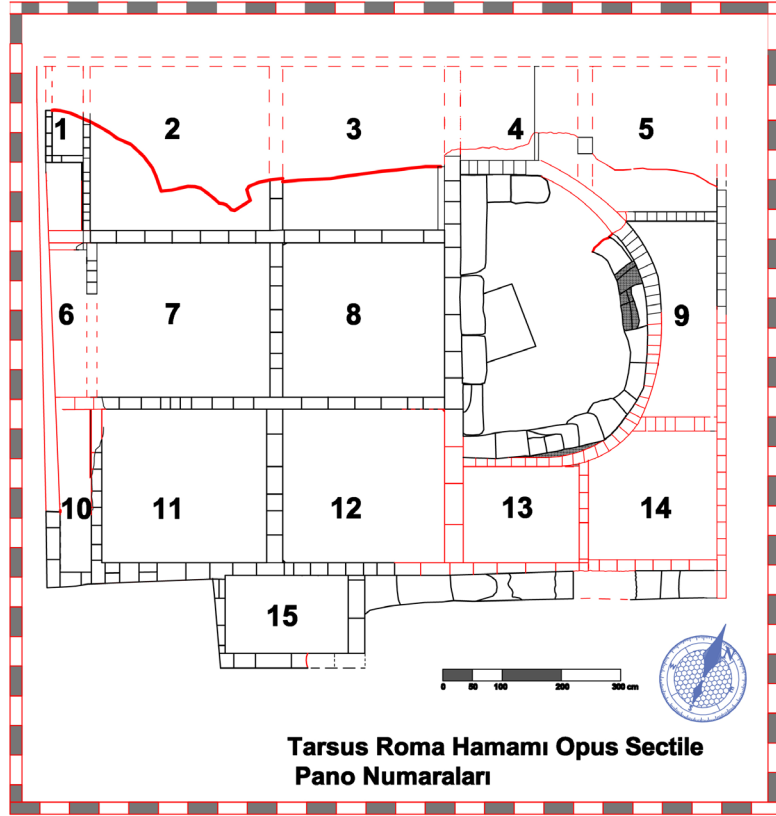 1 2 3 4 5
6 7 8 9
10 11 12 13 14
15
N
0 50 100 200 300 cm
Tarsus Roma Hamamı Opus Sectile
Pano Numaraları